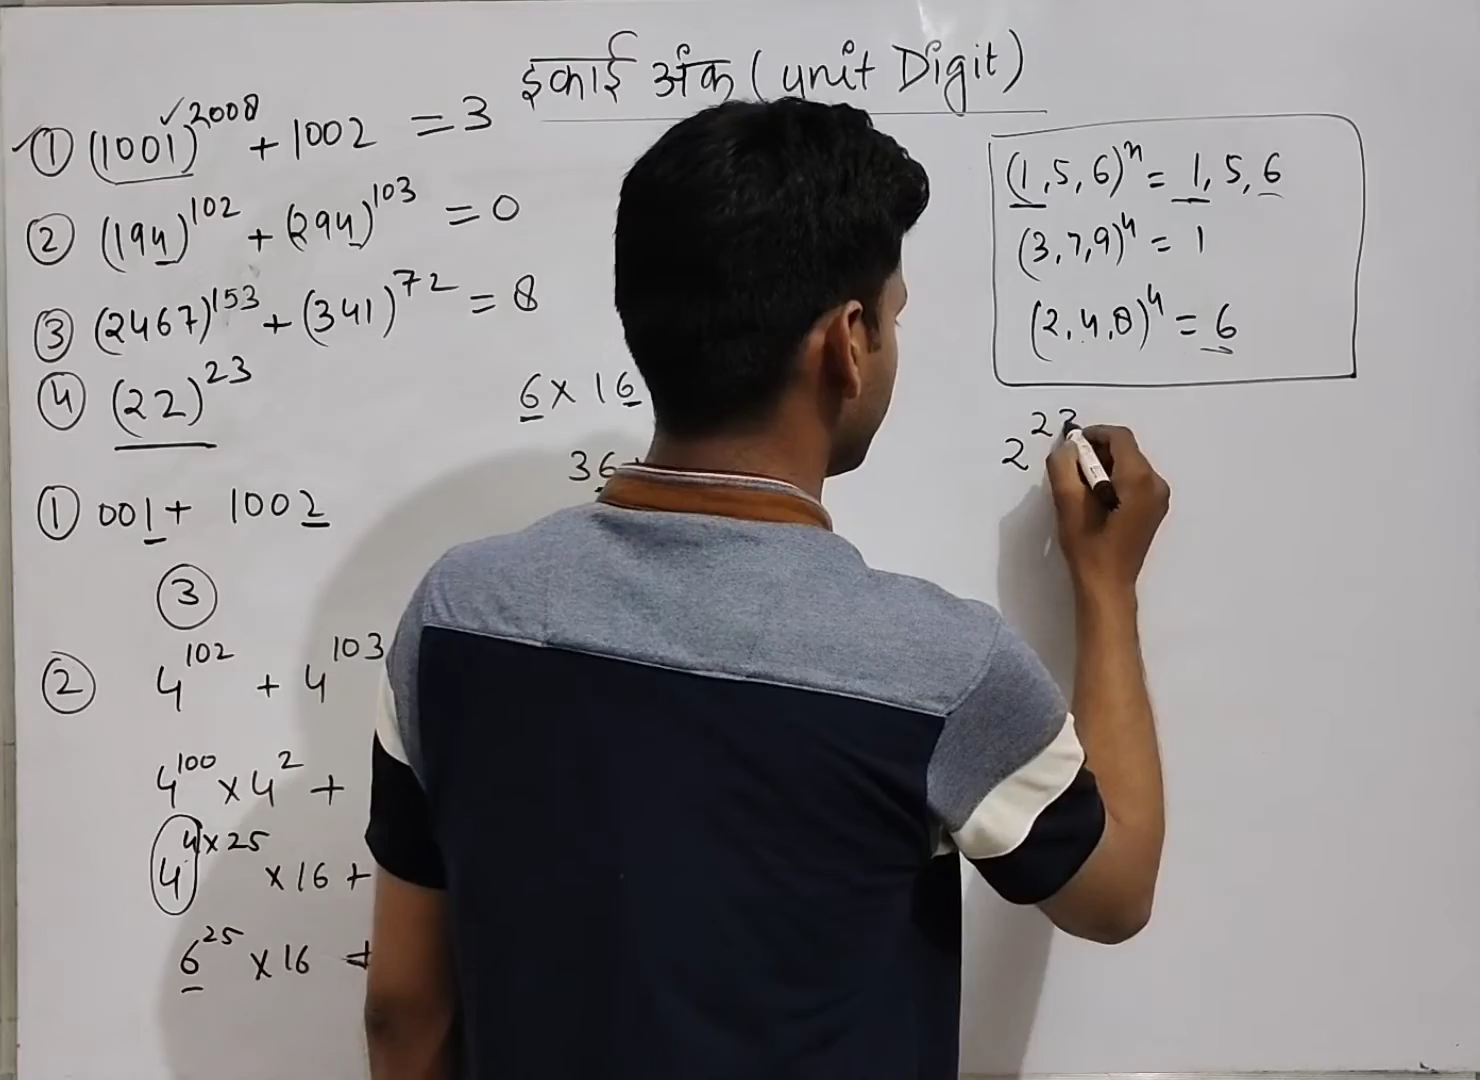 इकाई अंक (unit Digit)
① (1001)^2008 + 1002 = 3
② (194)^102 + (294)^103 = 0
③ (2467)^153 + (341)^72 = 8
④ (22)^23
① 001 + 1002
③
② 4^102 + 4^103
4^100 × 4^2 +
4^4×25 × 16 +
6^25 × 16 +
6 × 16
36
(1,5,6)^n = 1, 5, 6
(3,7,9)^4 = 1
(2,4,8)^4 = 6
2^23